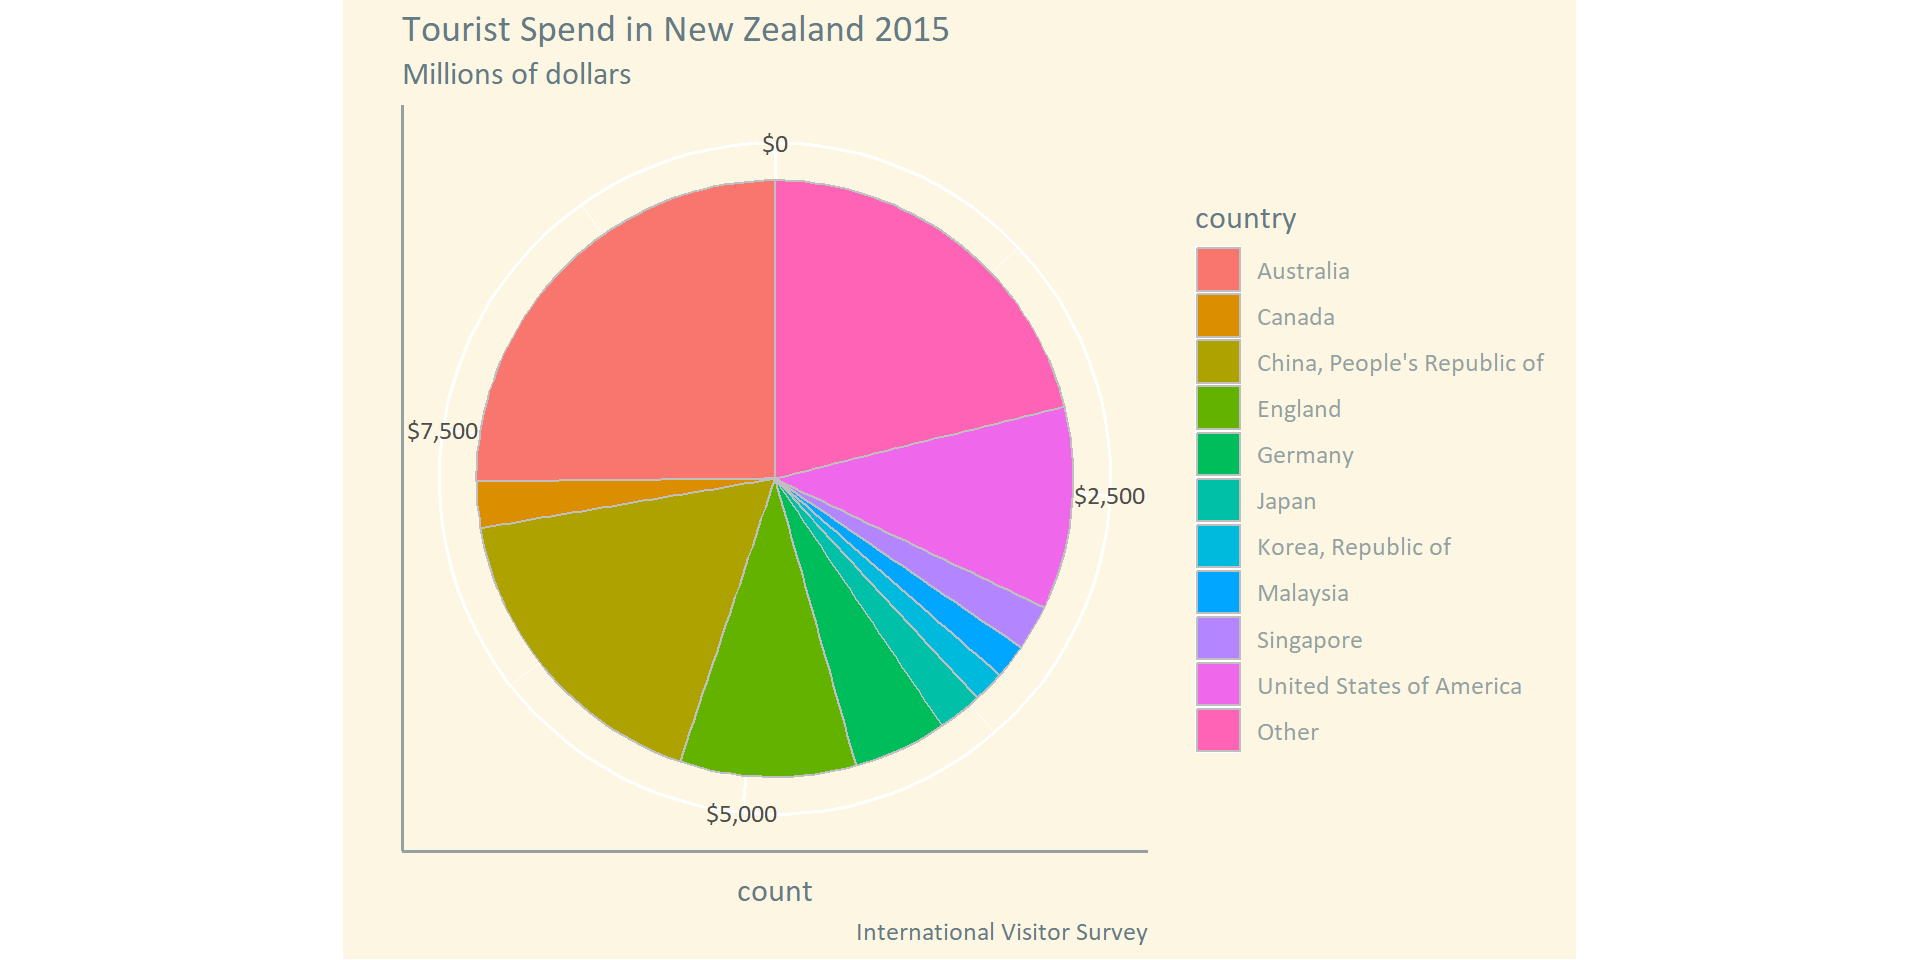 Tourist Spend in New Zealand 2015
Millions of dollars
$0
$7,500
$2,500
$5,000
count
International Visitor Survey
country
Australia
Canada
China, People's Republic of
England
Germany
Japan
Korea, Republic of
Malaysia
Singapore
United States of America
Other